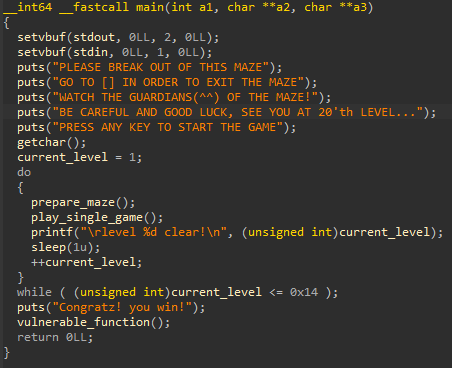 __int64 __fastcall main(int a1, char **a2, char **a3)
{
  setvbuf(stdout, 0LL, 2, 0LL);
  setvbuf(stdin, 0LL, 1, 0LL);
  puts("PLEASE BREAK OUT OF THIS MAZE");
  puts("GO TO [] IN ORDER TO EXIT THE MAZE");
  puts("WATCH THE GUARDIANS(^^) OF THE MAZE!");
  puts("BE CAREFUL AND GOOD LUCK, SEE YOU AT 20'th LEVEL...");
  puts("PRESS ANY KEY TO START THE GAME");
  getchar();
  current_level = 1;
  do
  {
    prepare_maze();
    play_single_game();
    printf("\rlevel %d clear!\n", (unsigned int)current_level);
    sleep(1u);
    ++current_level;
  }
  while ( (unsigned int)current_level <= 0x14 );
  puts("Congratz! you win!");
  vulnerable_function();
  return 0LL;
}